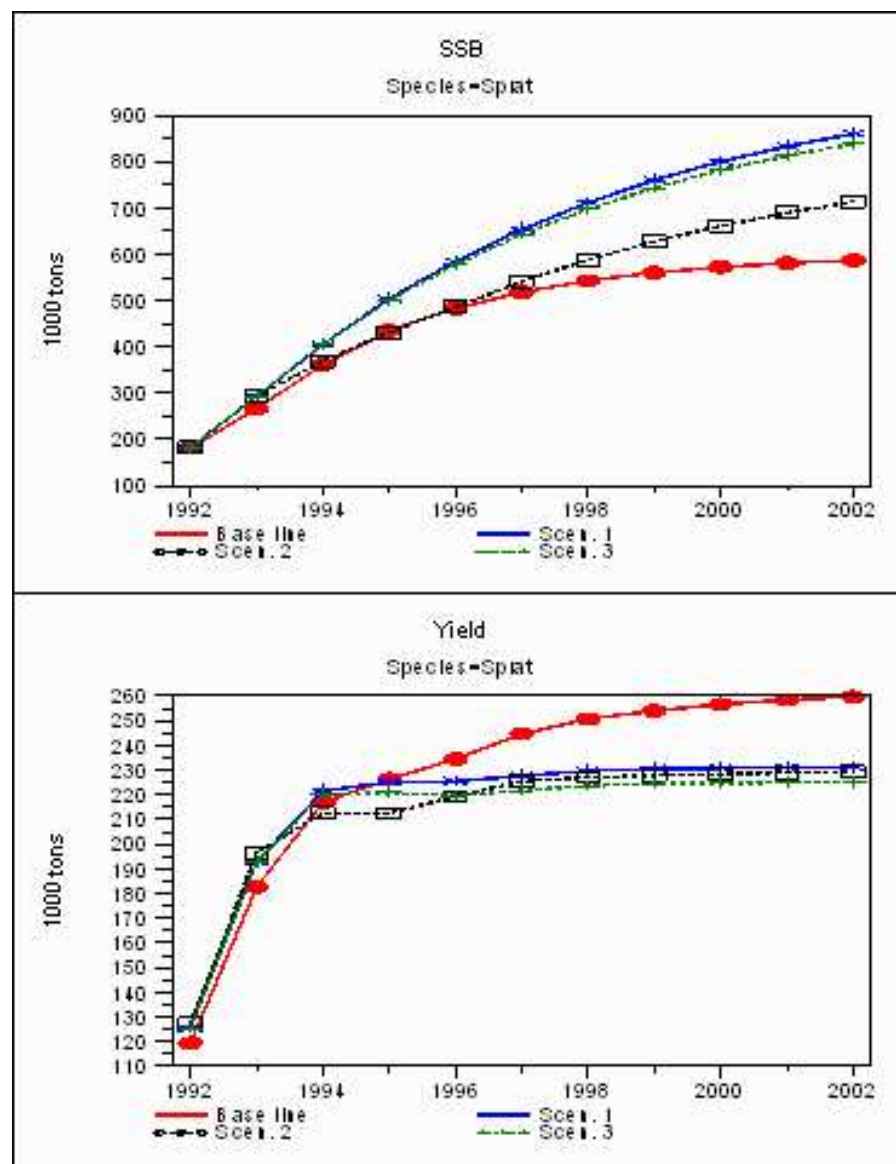 SSB
Species=Sprat
900
800
700
600
500
400
300
200
100
1000 tons
1992 1994 1996 1998 2000 2002
Base line Scen. 1
Scen. 2 Scen. 3
Yield
Species=Sprat
260
250
240
230
220
210
200
190
180
170
160
150
140
130
120
110
1000 tons
1992 1994 1996 1998 2000 2002
Base line Scen. 1
Scen. 2 Scen. 3